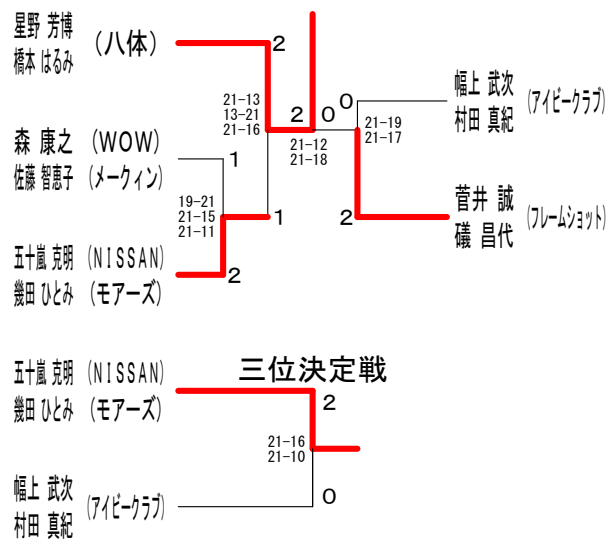 星野 芳博
橋本 はるみ
(八体)
2
21-13
13-21
21-16
2
0
21-12
21-18
0
21-19
21-17
幅上 武次
村田 真紀
(アイビークラブ)
森 康之 (WOW)
佐藤 智恵子 (メークィン)
1
19-21
21-15
21-11
1
2
菅井 誠
礒 昌代
(フレームショット)
五十嵐 克明 (NISSAN)
幾田 ひとみ (モアーズ)
2
三位決定戦
五十嵐 克明 (NISSAN)
幾田 ひとみ (モアーズ)
2
21-16
21-10
0
幅上 武次
村田 真紀
(アイビークラブ)